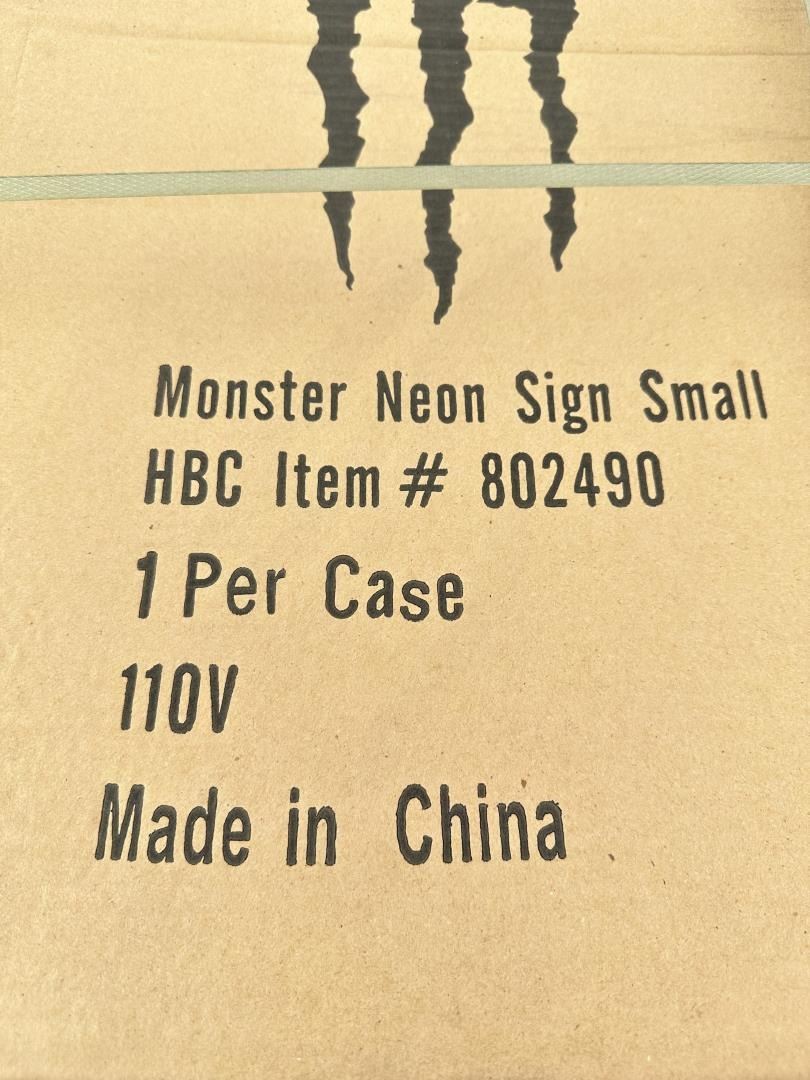 Monster Neon Sign Small
HBC Item # 802490
1 Per Case
110V
Made in China